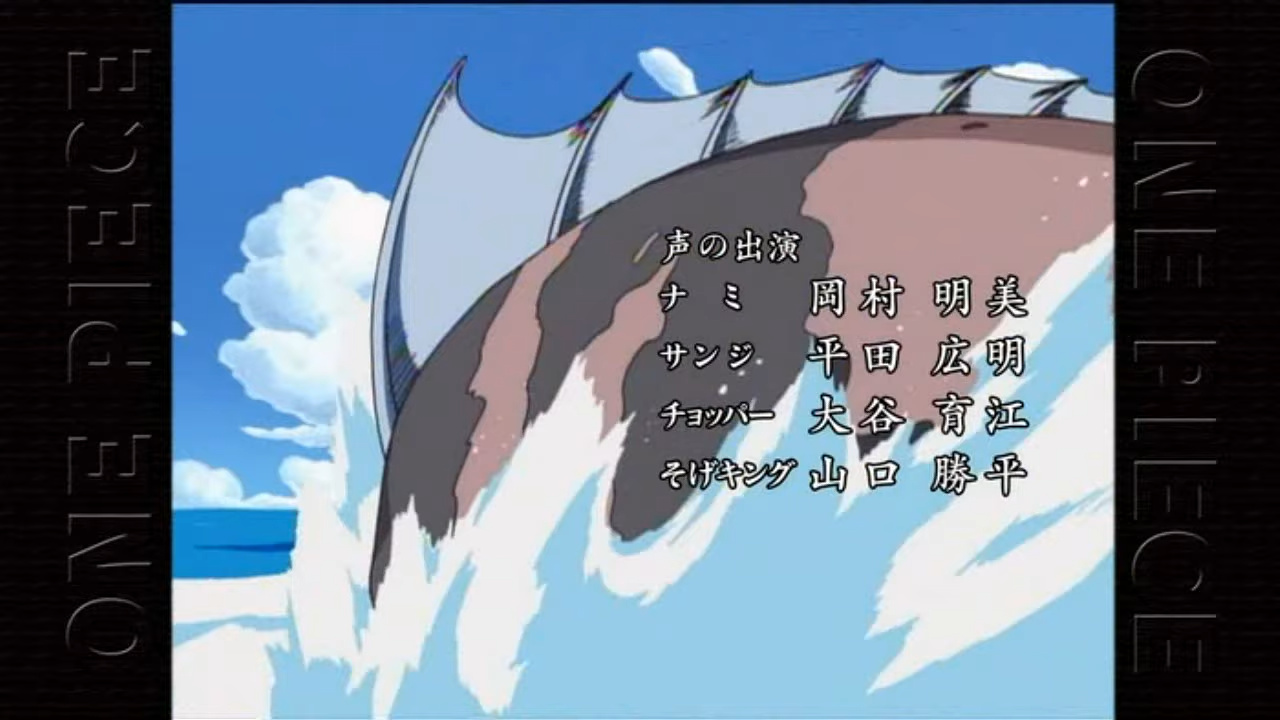 ONE PIECE
声の出演
ナミ 岡村 明美
サンジ 平田 広明
チョッパー 大谷 育江
そげキング 山口 勝平
ONE PIECE